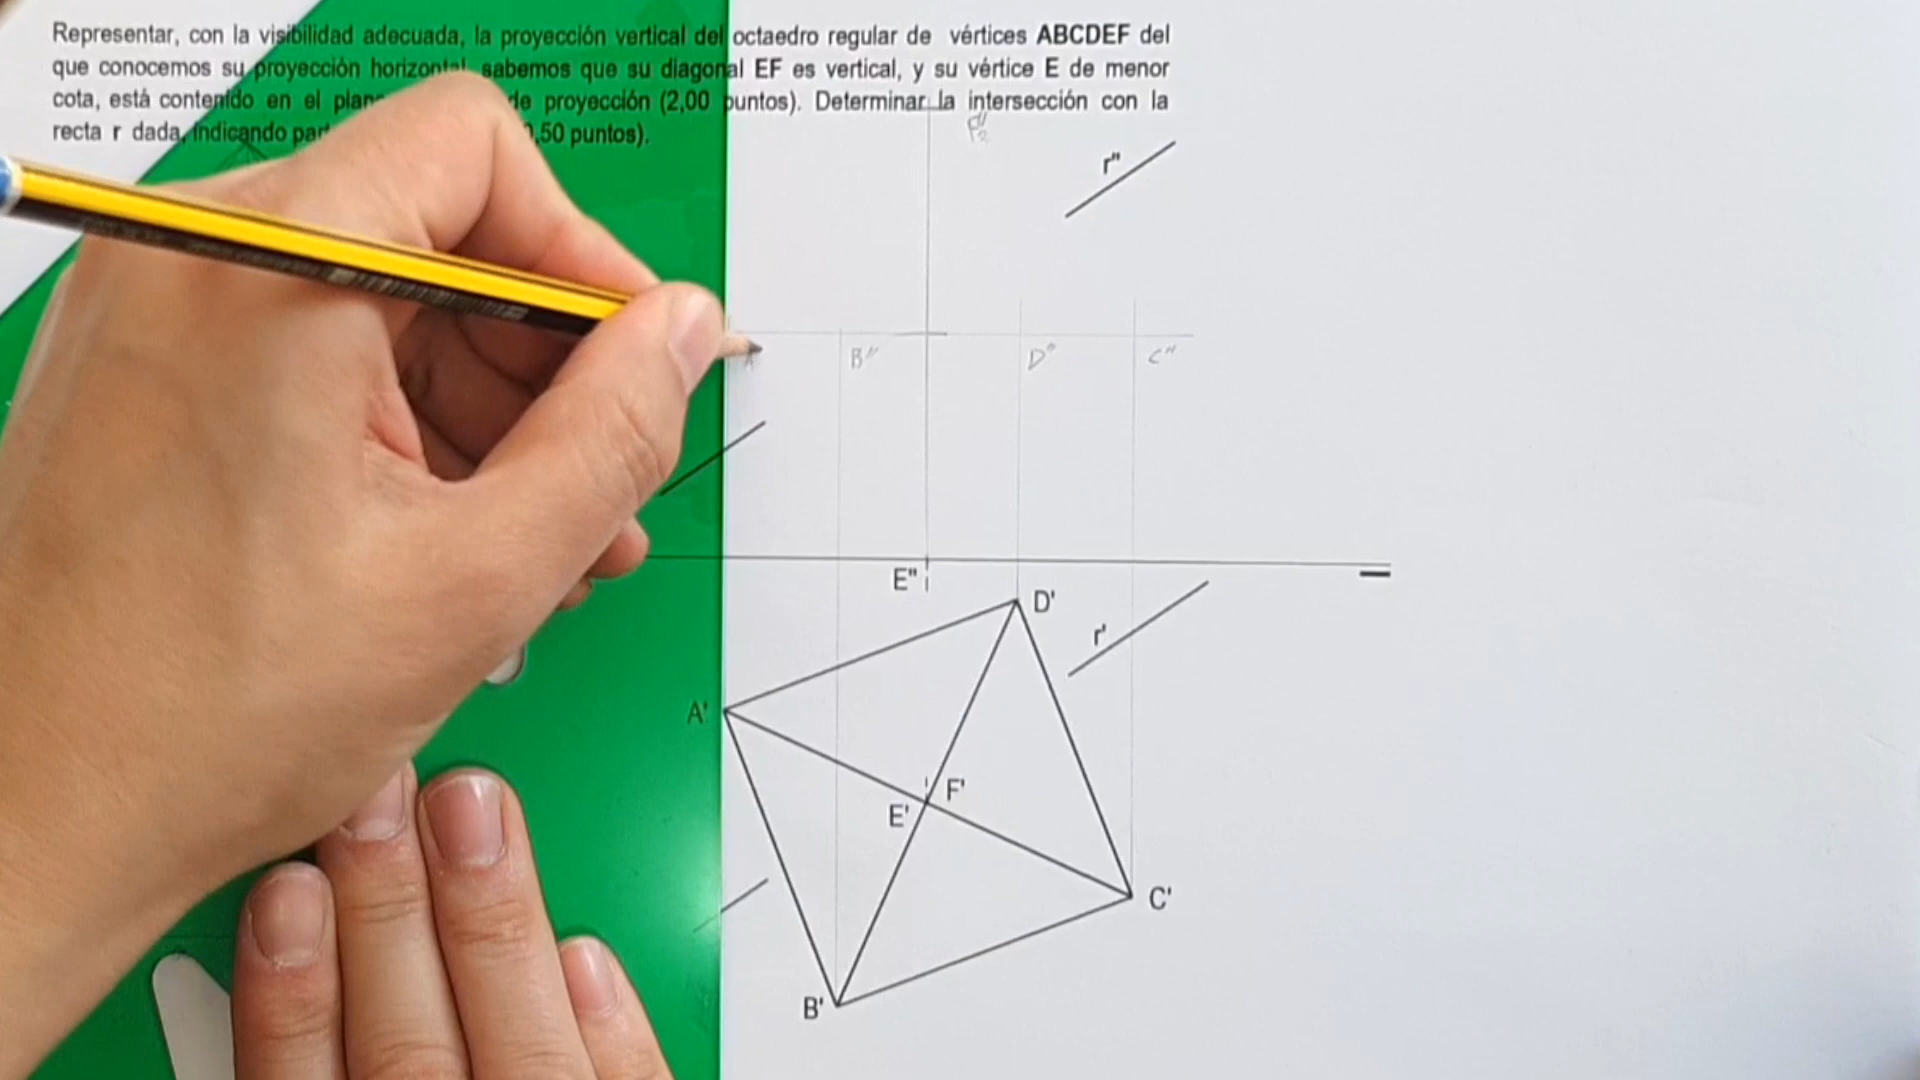 Representar, con la visibilidad adecuada, la proyección vertical del octaedro regular de vértices ABCDEF del
que conocemos su proyección horizontal, sabemos que su diagonal EF es vertical, y su vértice E de menor
cota, está contenido en el plano de proyección (2,00 puntos). Determinar la intersección con la
recta r dada, indicando ,50 puntos).
r"
B" D" C"
E"
D'
r'
A'
F'
E'
C'
B'